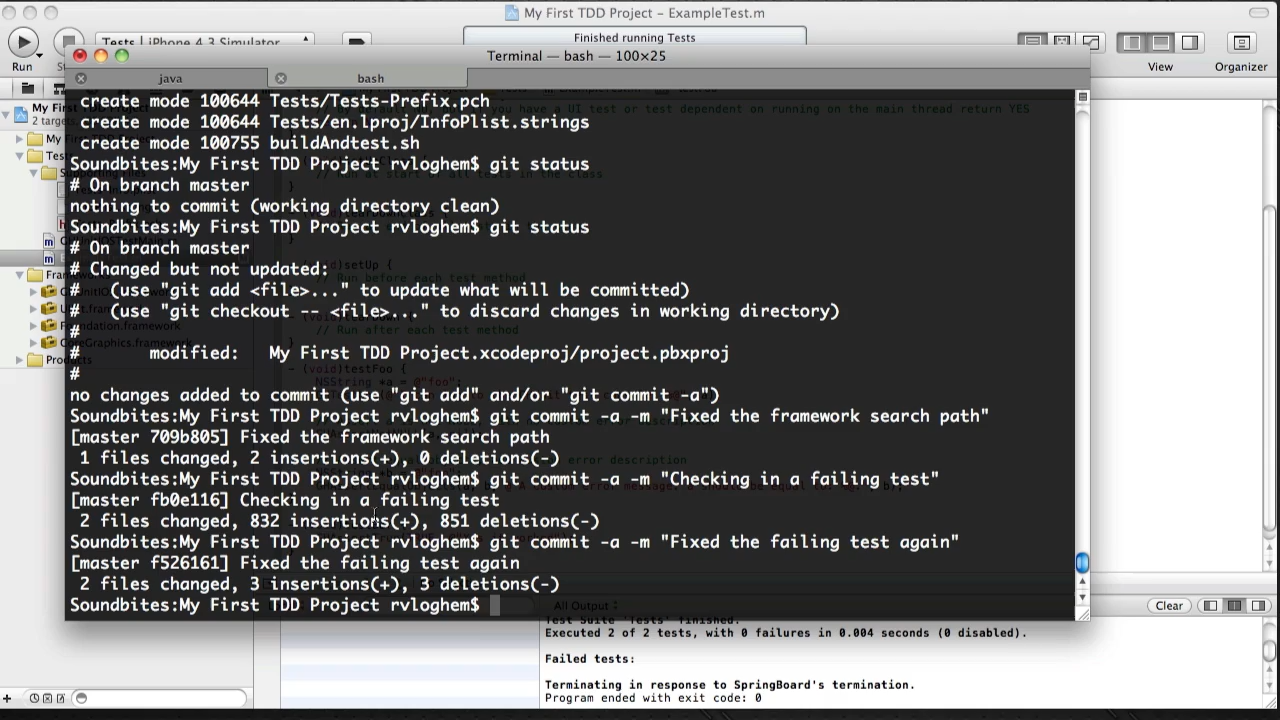 My First TDD Project — ExampleTest.m
Finished running Tests
Tests | iPhone 4.3 Simulator
Run
View
Organizer
Terminal — bash — 100×25
java
bash
create mode 100644 Tests/Tests-Prefix.pch
create mode 100644 Tests/en.lproj/InfoPlist.strings
create mode 100755 buildAndtest.sh
Soundbites:My First TDD Project rvloghem$ git status
# On branch master
nothing to commit (working directory clean)
Soundbites:My First TDD Project rvloghem$ git status
# On branch master
# Changed but not updated:
#   (use "git add <file>..." to update what will be committed)
#   (use "git checkout -- <file>..." to discard changes in working directory)
#
#       modified:   My First TDD Project.xcodeproj/project.pbxproj
#
no changes added to commit (use "git add" and/or "git commit -a")
Soundbites:My First TDD Project rvloghem$ git commit -a -m "Fixed the framework search path"
[master 709b805] Fixed the framework search path
1 files changed, 2 insertions(+), 0 deletions(-)
Soundbites:My First TDD Project rvloghem$ git commit -a -m "Checking in a failing test"
[master fb0e116] Checking in a failing test
2 files changed, 832 insertions(+), 851 deletions(-)
Soundbites:My First TDD Project rvloghem$ git commit -a -m "Fixed the failing test again"
[master f526161] Fixed the failing test again
2 files changed, 3 insertions(+), 3 deletions(-)
Soundbites:My First TDD Project rvloghem$
My
2 targets
All Output
Clear
Test Suite 'Tests' finished.
Executed 2 of 2 tests, with 0 failures in 0.004 seconds (0 disabled).
Failed tests:
Terminating in response to SpringBoard's termination.
Program ended with exit code: 0